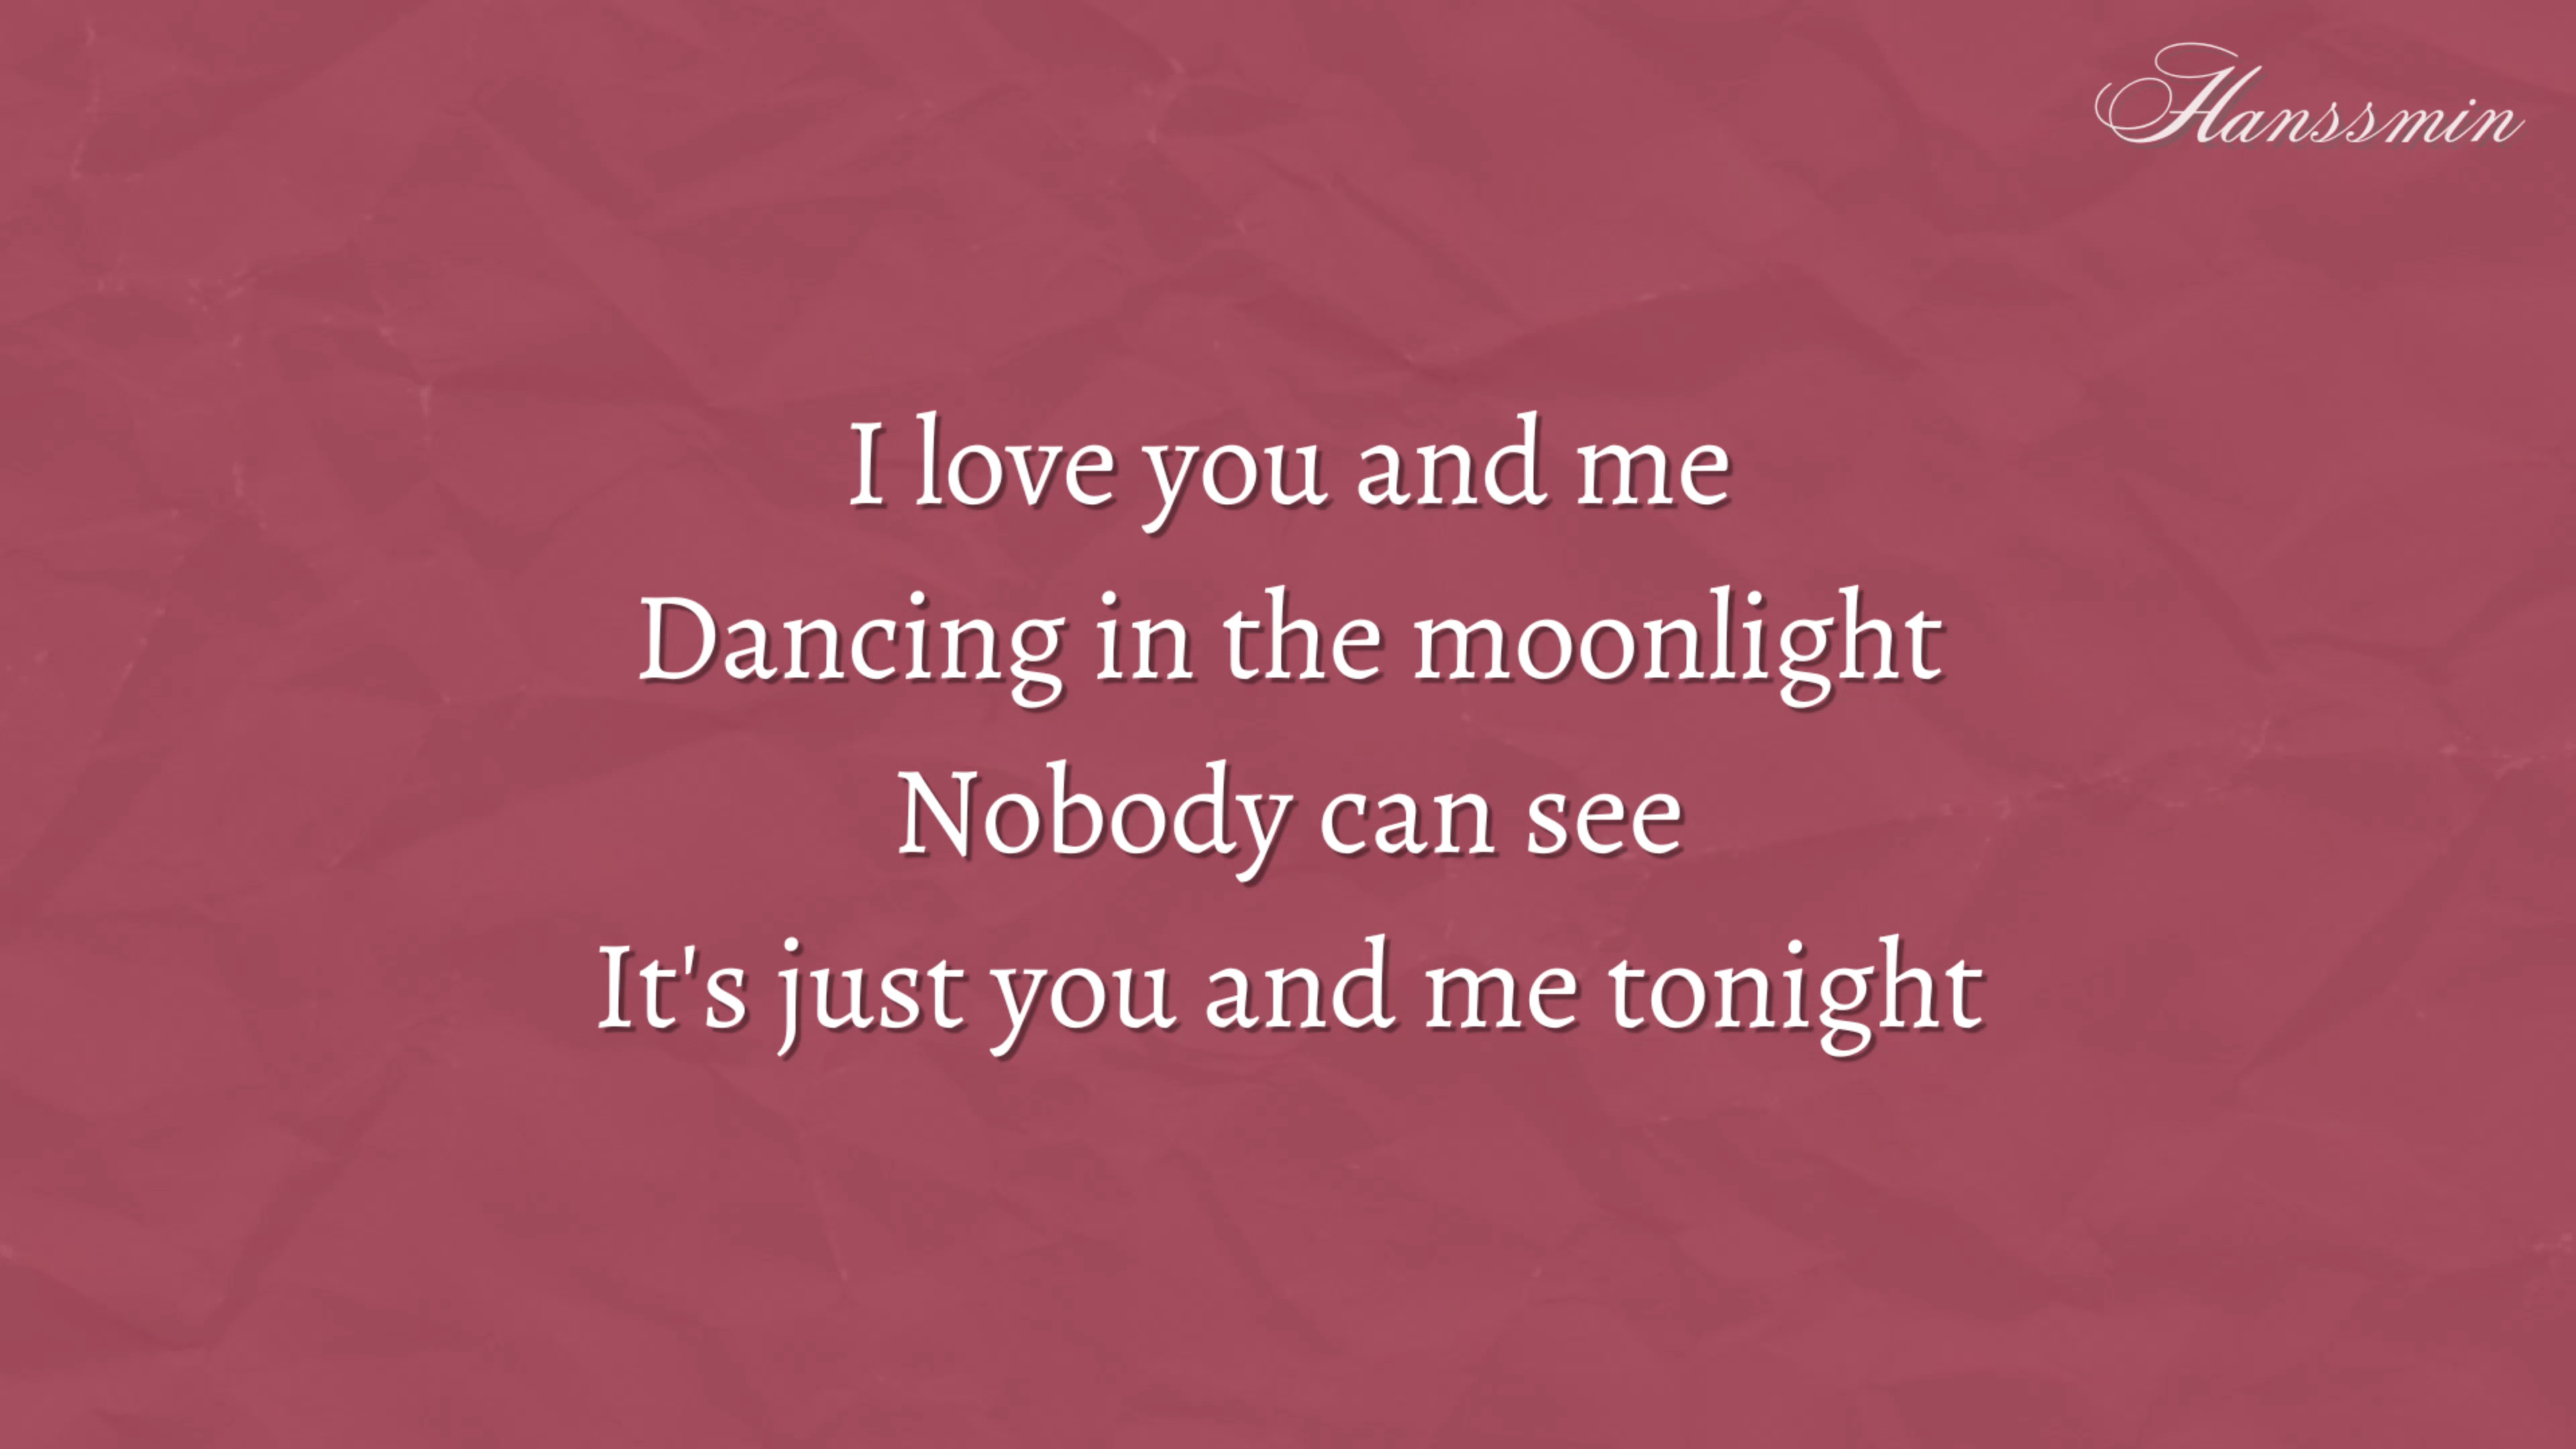 Hanssmin
I love you and me
Dancing in the moonlight
Nobody can see
It's just you and me tonight